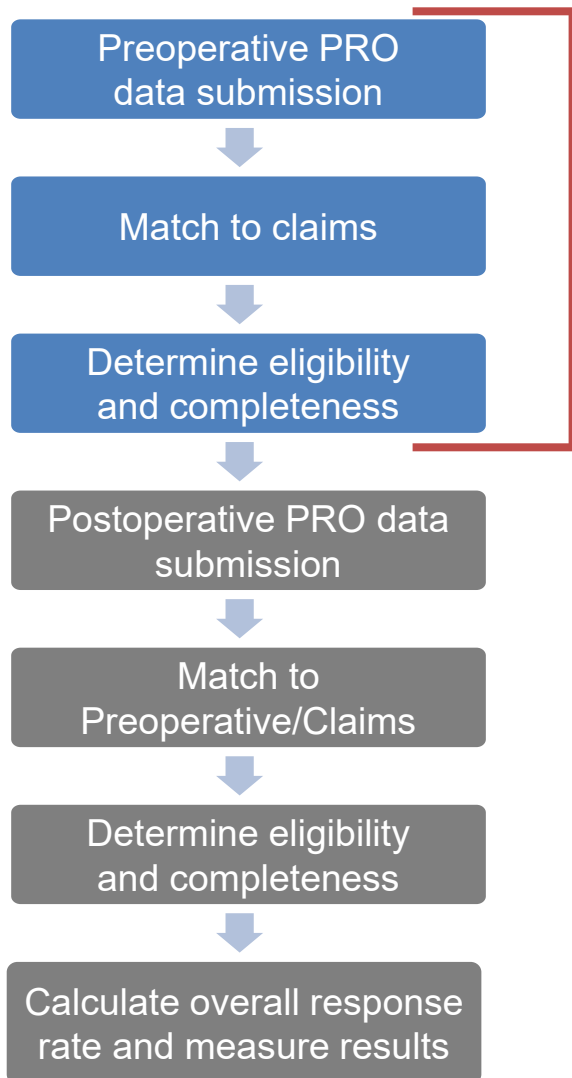 Preoperative PRO
data submission
Match to claims
Determine eligibility
and completeness
Postoperative PRO data
submission
Match to
Preoperative/Claims
Determine eligibility
and completeness
Calculate overall response
rate and measure results